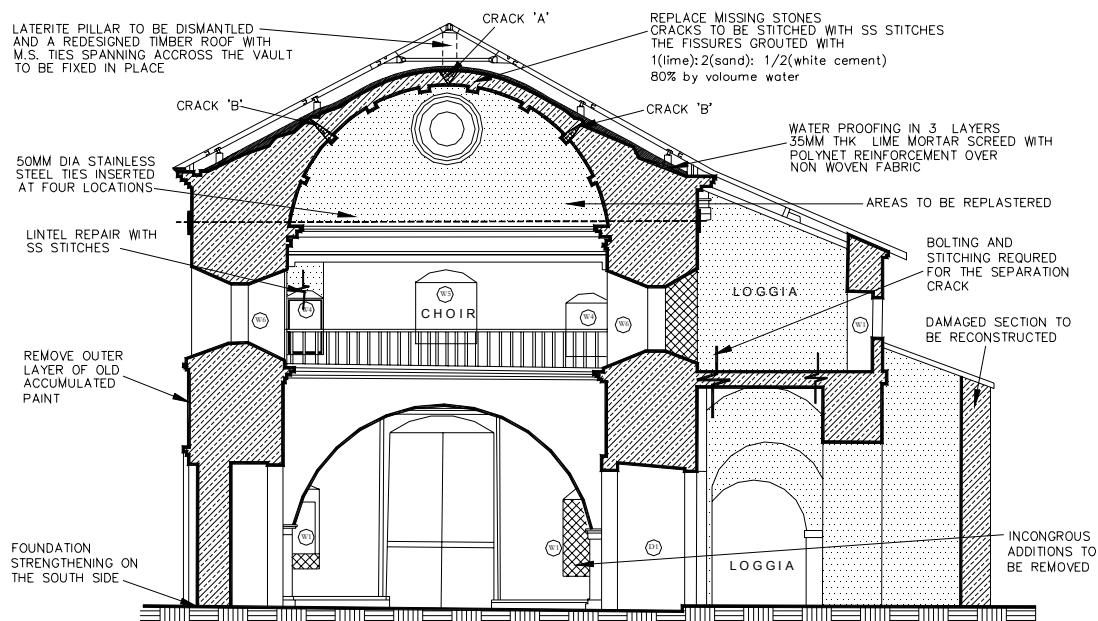 LATERITE PILLAR TO BE DISMANTLED
AND A REDESIGNED TIMBER ROOF WITH
M.S. TIES SPANNING ACCROSS THE VAULT
TO BE FIXED IN PLACE
CRACK 'A'
REPLACE MISSING STONES
CRACKS TO BE STITCHED WITH SS STITCHES
THE FISSURES GROUTED WITH
1(lime): 2(sand): 1/2(white cement)
80% by voloume water
CRACK 'B'
CRACK 'B'
WATER PROOFING IN 3 LAYERS
35MM THK LIME MORTAR SCREED WITH
POLYNET REINFORCEMENT OVER
NON WOVEN FABRIC
50MM DIA STAINLESS
STEEL TIES INSERTED
AT FOUR LOCATIONS
AREAS TO BE REPLASTERED
LINTEL REPAIR WITH
SS STITCHES
BOLTING AND
STITCHING REQURED
FOR THE SEPARATION
CRACK
LOGGIA
W5
W4
W4
W6
W6
W1
CHOIR
DAMAGED SECTION TO
BE RECONSTRUCTED
REMOVE OUTER
LAYER OF OLD
ACCUMULATED
PAINT
W1
W1
D1
FOUNDATION
STRENGTHENING ON
THE SOUTH SIDE
LOGGIA
INCONGROUS
ADDITIONS TO
BE REMOVED